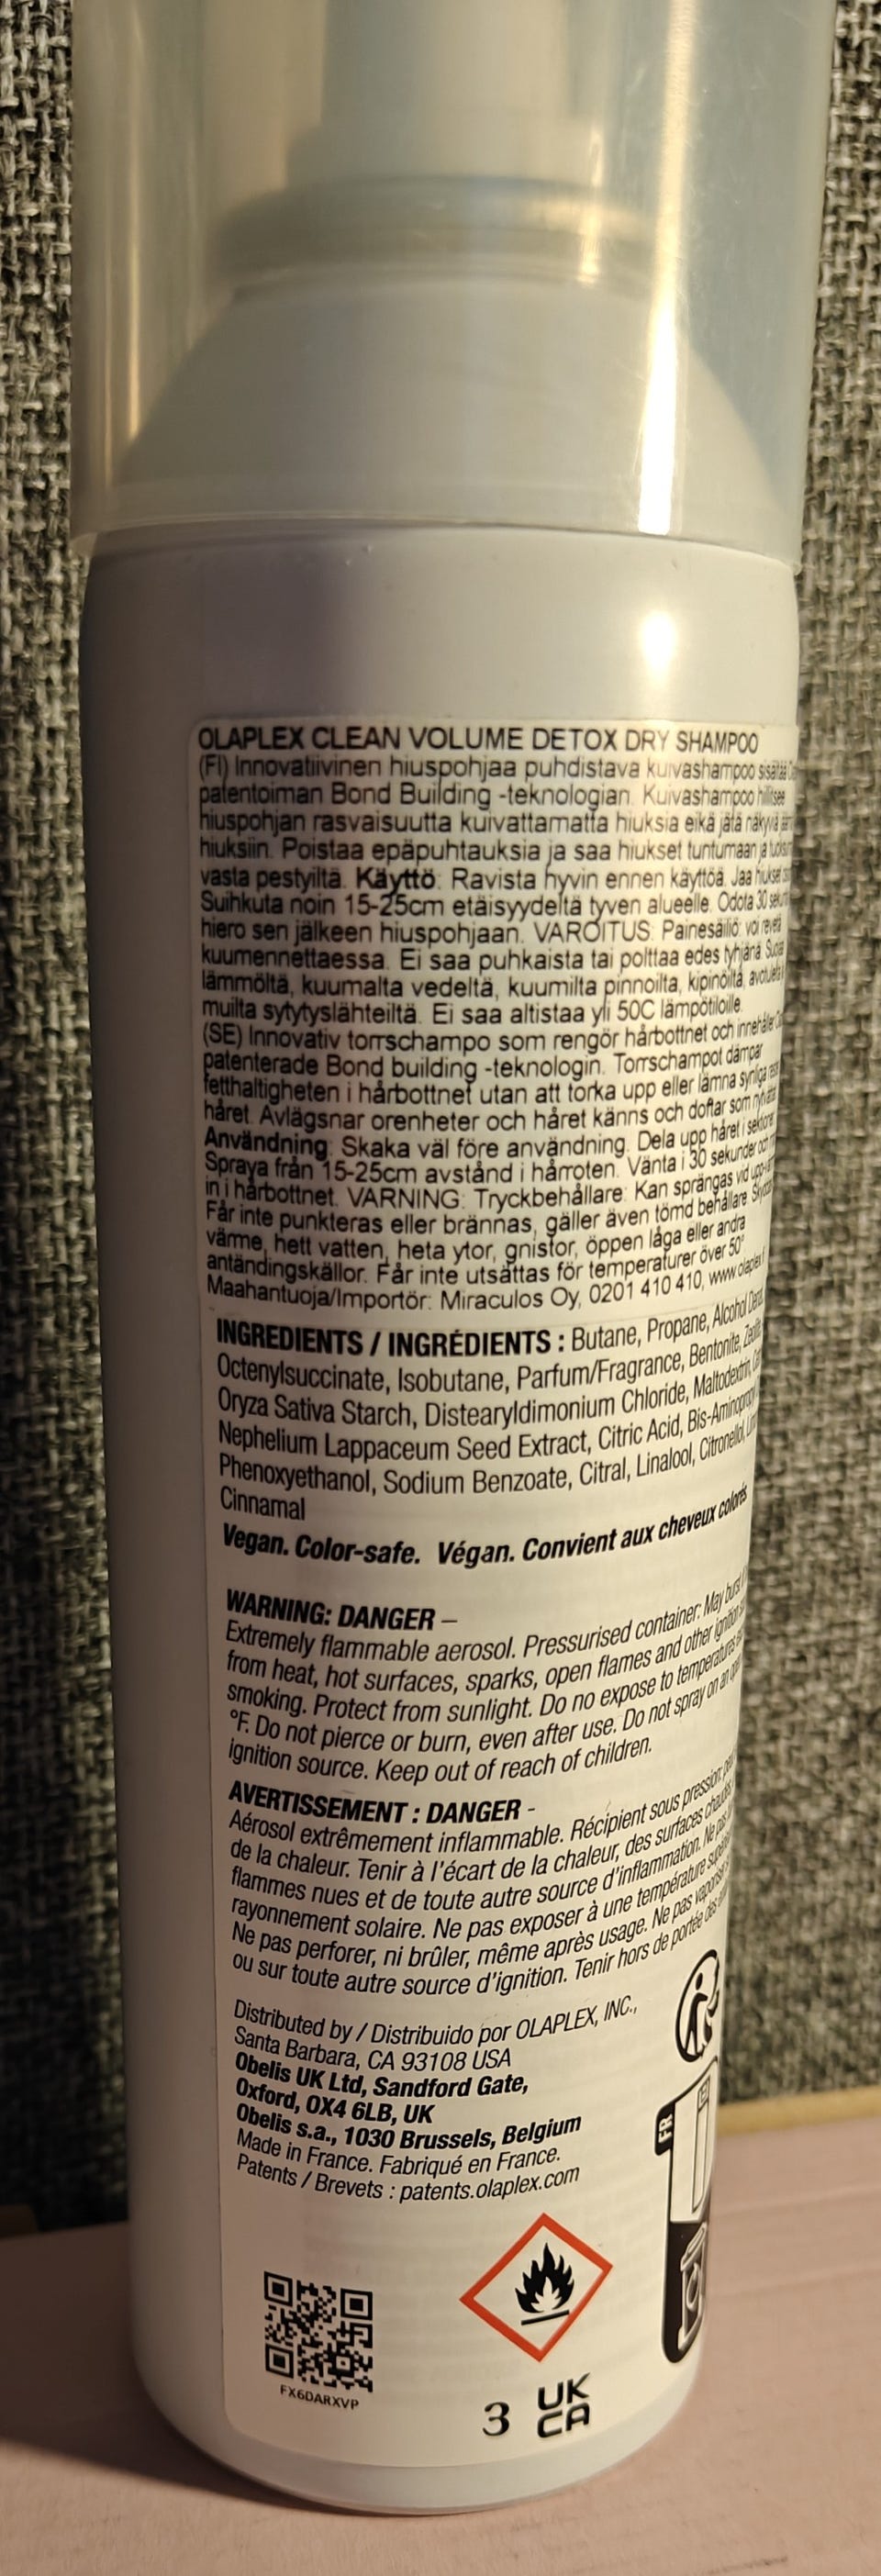 OLAPLEX CLEAN VOLUME DETOX DRY SHAMPOO
(FI) Innovatiivinen hiuspohjaa puhdistava kuivashampoo sisältää
patentoiman Bond Building -teknologian. Kuivashampoo hillitsee
hiuspohjan rasvaisuutta kuivattamatta hiuksia eikä jätä näkyviä
hiuksiin. Poistaa epäpuhtauksia ja saa hiukset tuntumaan ja
vasta pestyiltä. Käyttö: Ravista hyvin ennen käyttöä. Jaa hiukset
Suihkuta noin 15-25cm etäisyydeltä tyven alueelle. Odota 30
hiero sen jälkeen hiuspohjaan. VAROITUS: Painesäiliö: voi revetä
kuumennettaessa. Ei saa puhkaista tai polttaa edes tyhjänä. Suojaa
lämmöltä, kuumalta vedeltä, kuumilta pinnoilta, kipinöiltä, avotulelta
muilta sytytyslähteiltä. Ei saa altistaa yli 50C lämpötiloille.
(SE) Innovativ torrschampo som rengör hårbottnet och innehåller
patenterade Bond building -teknologin. Torrschampot dämpar
fetthaltigheten i hårbottnet utan att torka upp eller lämna synliga
håret. Avlägsnar orenheter och håret känns och doftar som
Användning: Skaka väl före användning. Dela upp håret i sektioner
Spraya från 15-25cm avstånd i hårroten. Vänta i 30 sekunder och
in i hårbottnet. VARNING: Tryckbehållare: Kan sprängas vid
Får inte punkteras eller brännas, gäller även tömd behållare.
värme, hett vatten, heta ytor, gnistor, öppen låga eller andra
antändingskällor. Får inte utsättas för temperaturer över 50°
Maahantuoja/Importör: Miraculos Oy, 0201 410 410, www.olaplex.f
INGREDIENTS / INGRÉDIENTS : Butane, Propane, Alcohol
Octenylsuccinate, Isobutane, Parfum/Fragrance, Bentonite,
Oryza Sativa Starch, Distearyldimonium Chloride, Maltodextrin,
Nephelium Lappaceum Seed Extract, Citric Acid,
Phenoxyethanol, Sodium Benzoate, Citral, Linalool, Citronellol,
Cinnamal
Vegan. Color-safe. Végan. Convient aux cheveux colorés
WARNING: DANGER –
Extremely flammable aerosol. Pressurised container: May burst
from heat, hot surfaces, sparks, open flames and other ignition
smoking. Protect from sunlight. Do no expose to temperatures
°F. Do not pierce or burn, even after use. Do not spray on an
ignition source. Keep out of reach of children.
AVERTISSEMENT : DANGER -
Aérosol extrêmement inflammable. Récipient sous pression:
de la chaleur. Tenir à l'écart de la chaleur, des surfaces chaudes,
flammes nues et de toute autre source d'inflammation. Ne pas
rayonnement solaire. Ne pas exposer à une température
Ne pas perforer, ni brûler, même après usage. Ne pas
ou sur toute autre source d'ignition. Tenir hors de portée des
Distributed by / Distribuido por OLAPLEX, INC.,
Santa Barbara, CA 93108 USA
Obelis UK Ltd, Sandford Gate,
Oxford, OX4 6LB, UK
Obelis s.a., 1030 Brussels, Belgium
Made in France. Fabriqué en France.
Patents / Brevets : patents.olaplex.com
FR
FX6DARXVP
3 UK
CA